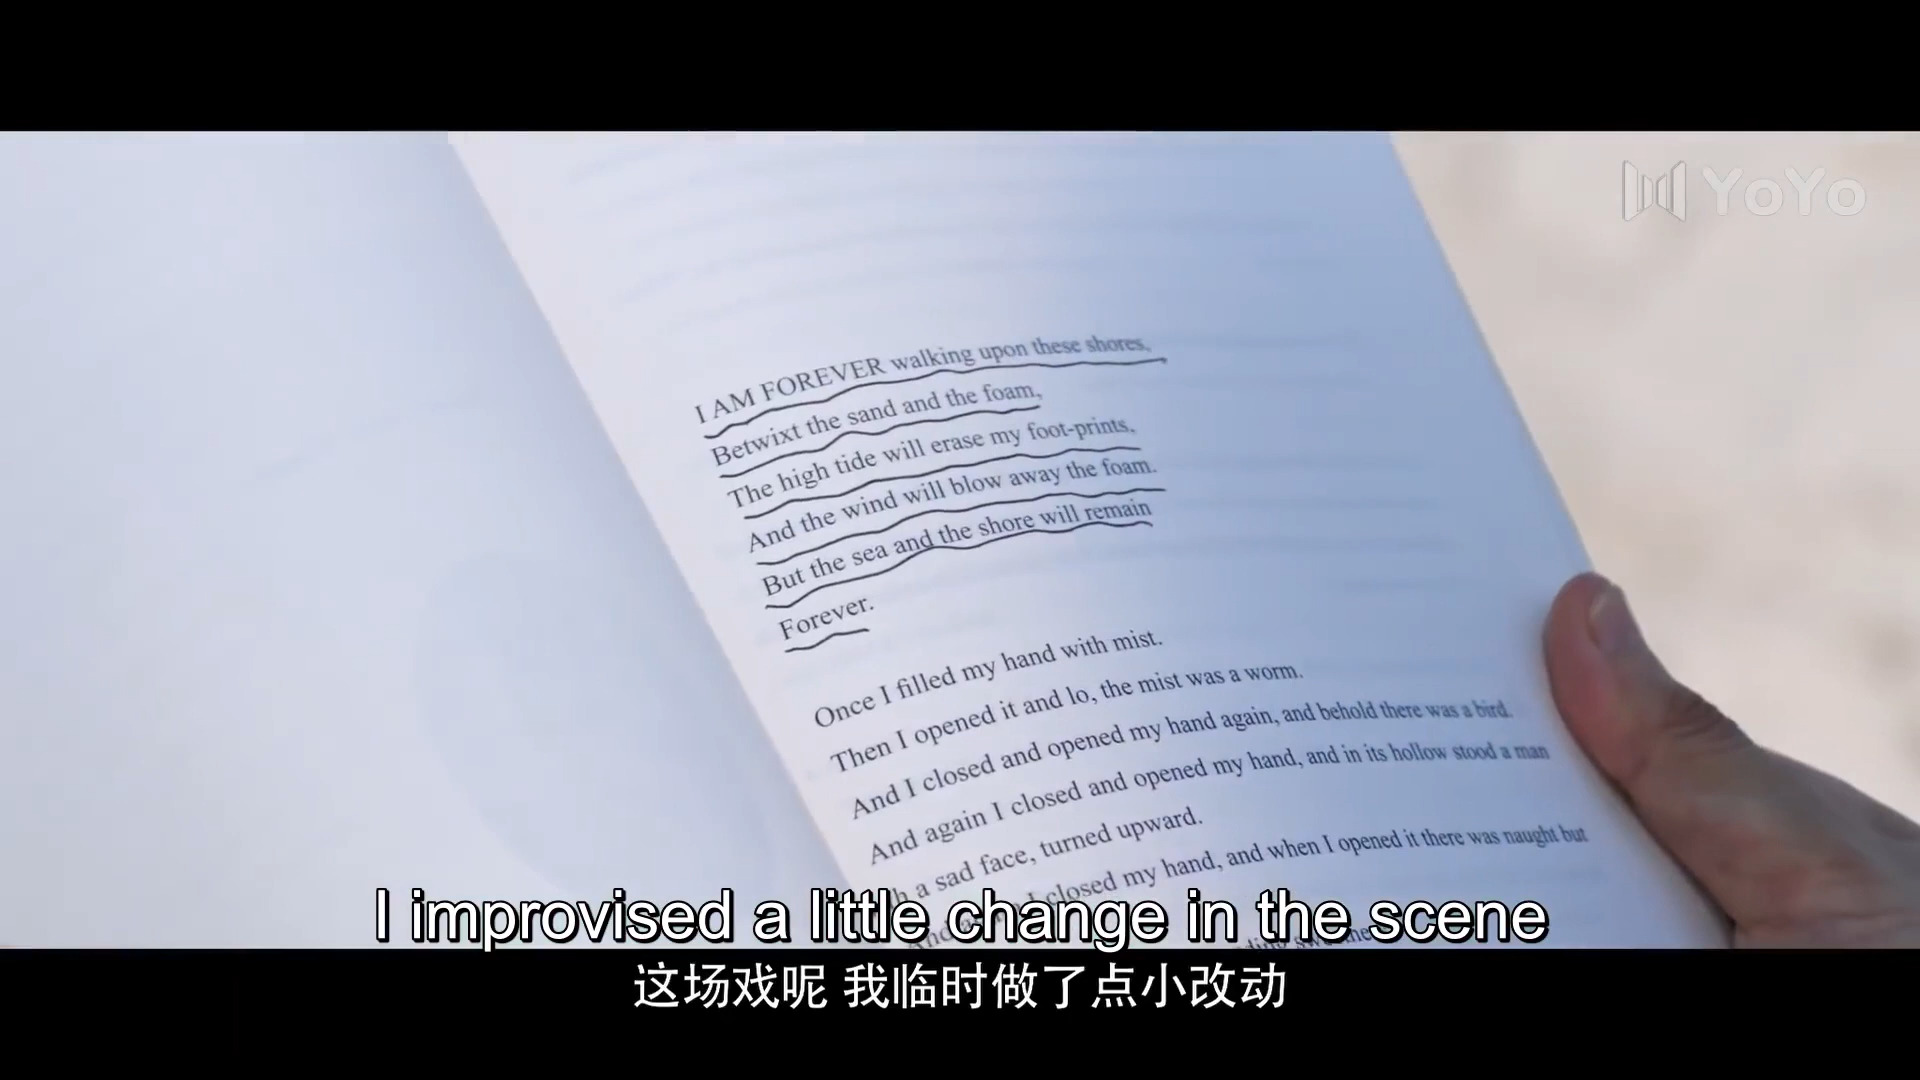 YoYo
I AM FOREVER walking upon these shores,
Betwixt the sand and the foam,
The high tide will erase my foot-prints,
And the wind will blow away the foam.
But the sea and the shore will remain
Forever.
Once I filled my hand with mist.
Then I opened it and lo, the mist was a worm.
And I closed and opened my hand again, and behold there was a bird.
And again I closed and opened my hand, and in its hollow stood a man
a sad face, turned upward.
closed my hand, and when I opened it there was naught but
I improvised a little change in the scene
这场戏呢 我临时做了点小改动